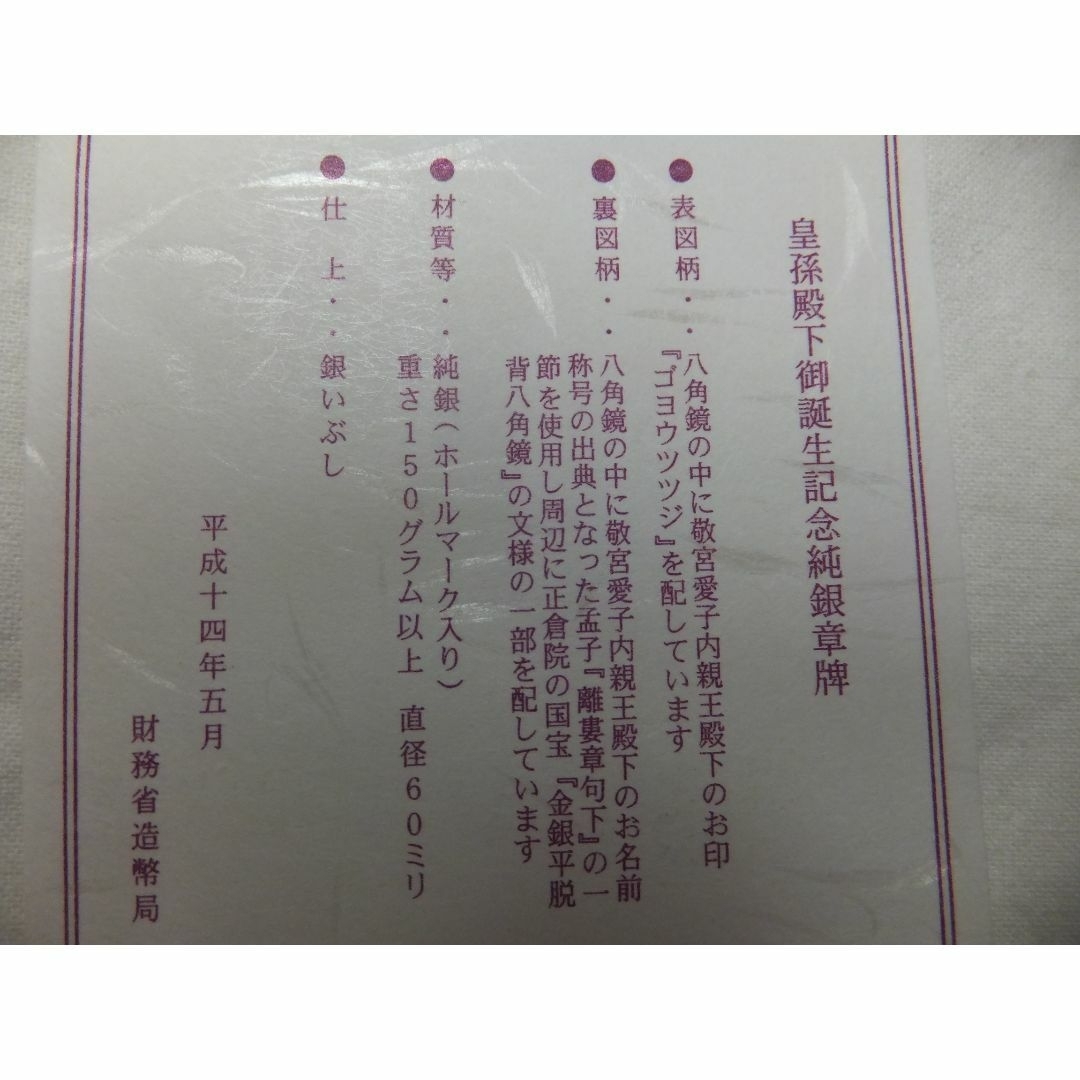 皇孫殿下御誕生記念純銀章牌
●表図柄・・八角鏡の中に敬宮愛子内親王殿下のお印
『ゴヨウツツジ』を配しています
●裏図柄・・八角鏡の中に敬宮愛子内親王殿下のお名前
称号の出典となった孟子『離婁章句下』の一
節を使用し周辺に正倉院の国宝『金銀平脱
背八角鏡』の文様の一部を配しています
●材質等・・純銀(ホールマーク入り)
重さ150グラム以上 直径60ミリ
●仕 上・・銀いぶし
平成十四年五月
財務省造幣局